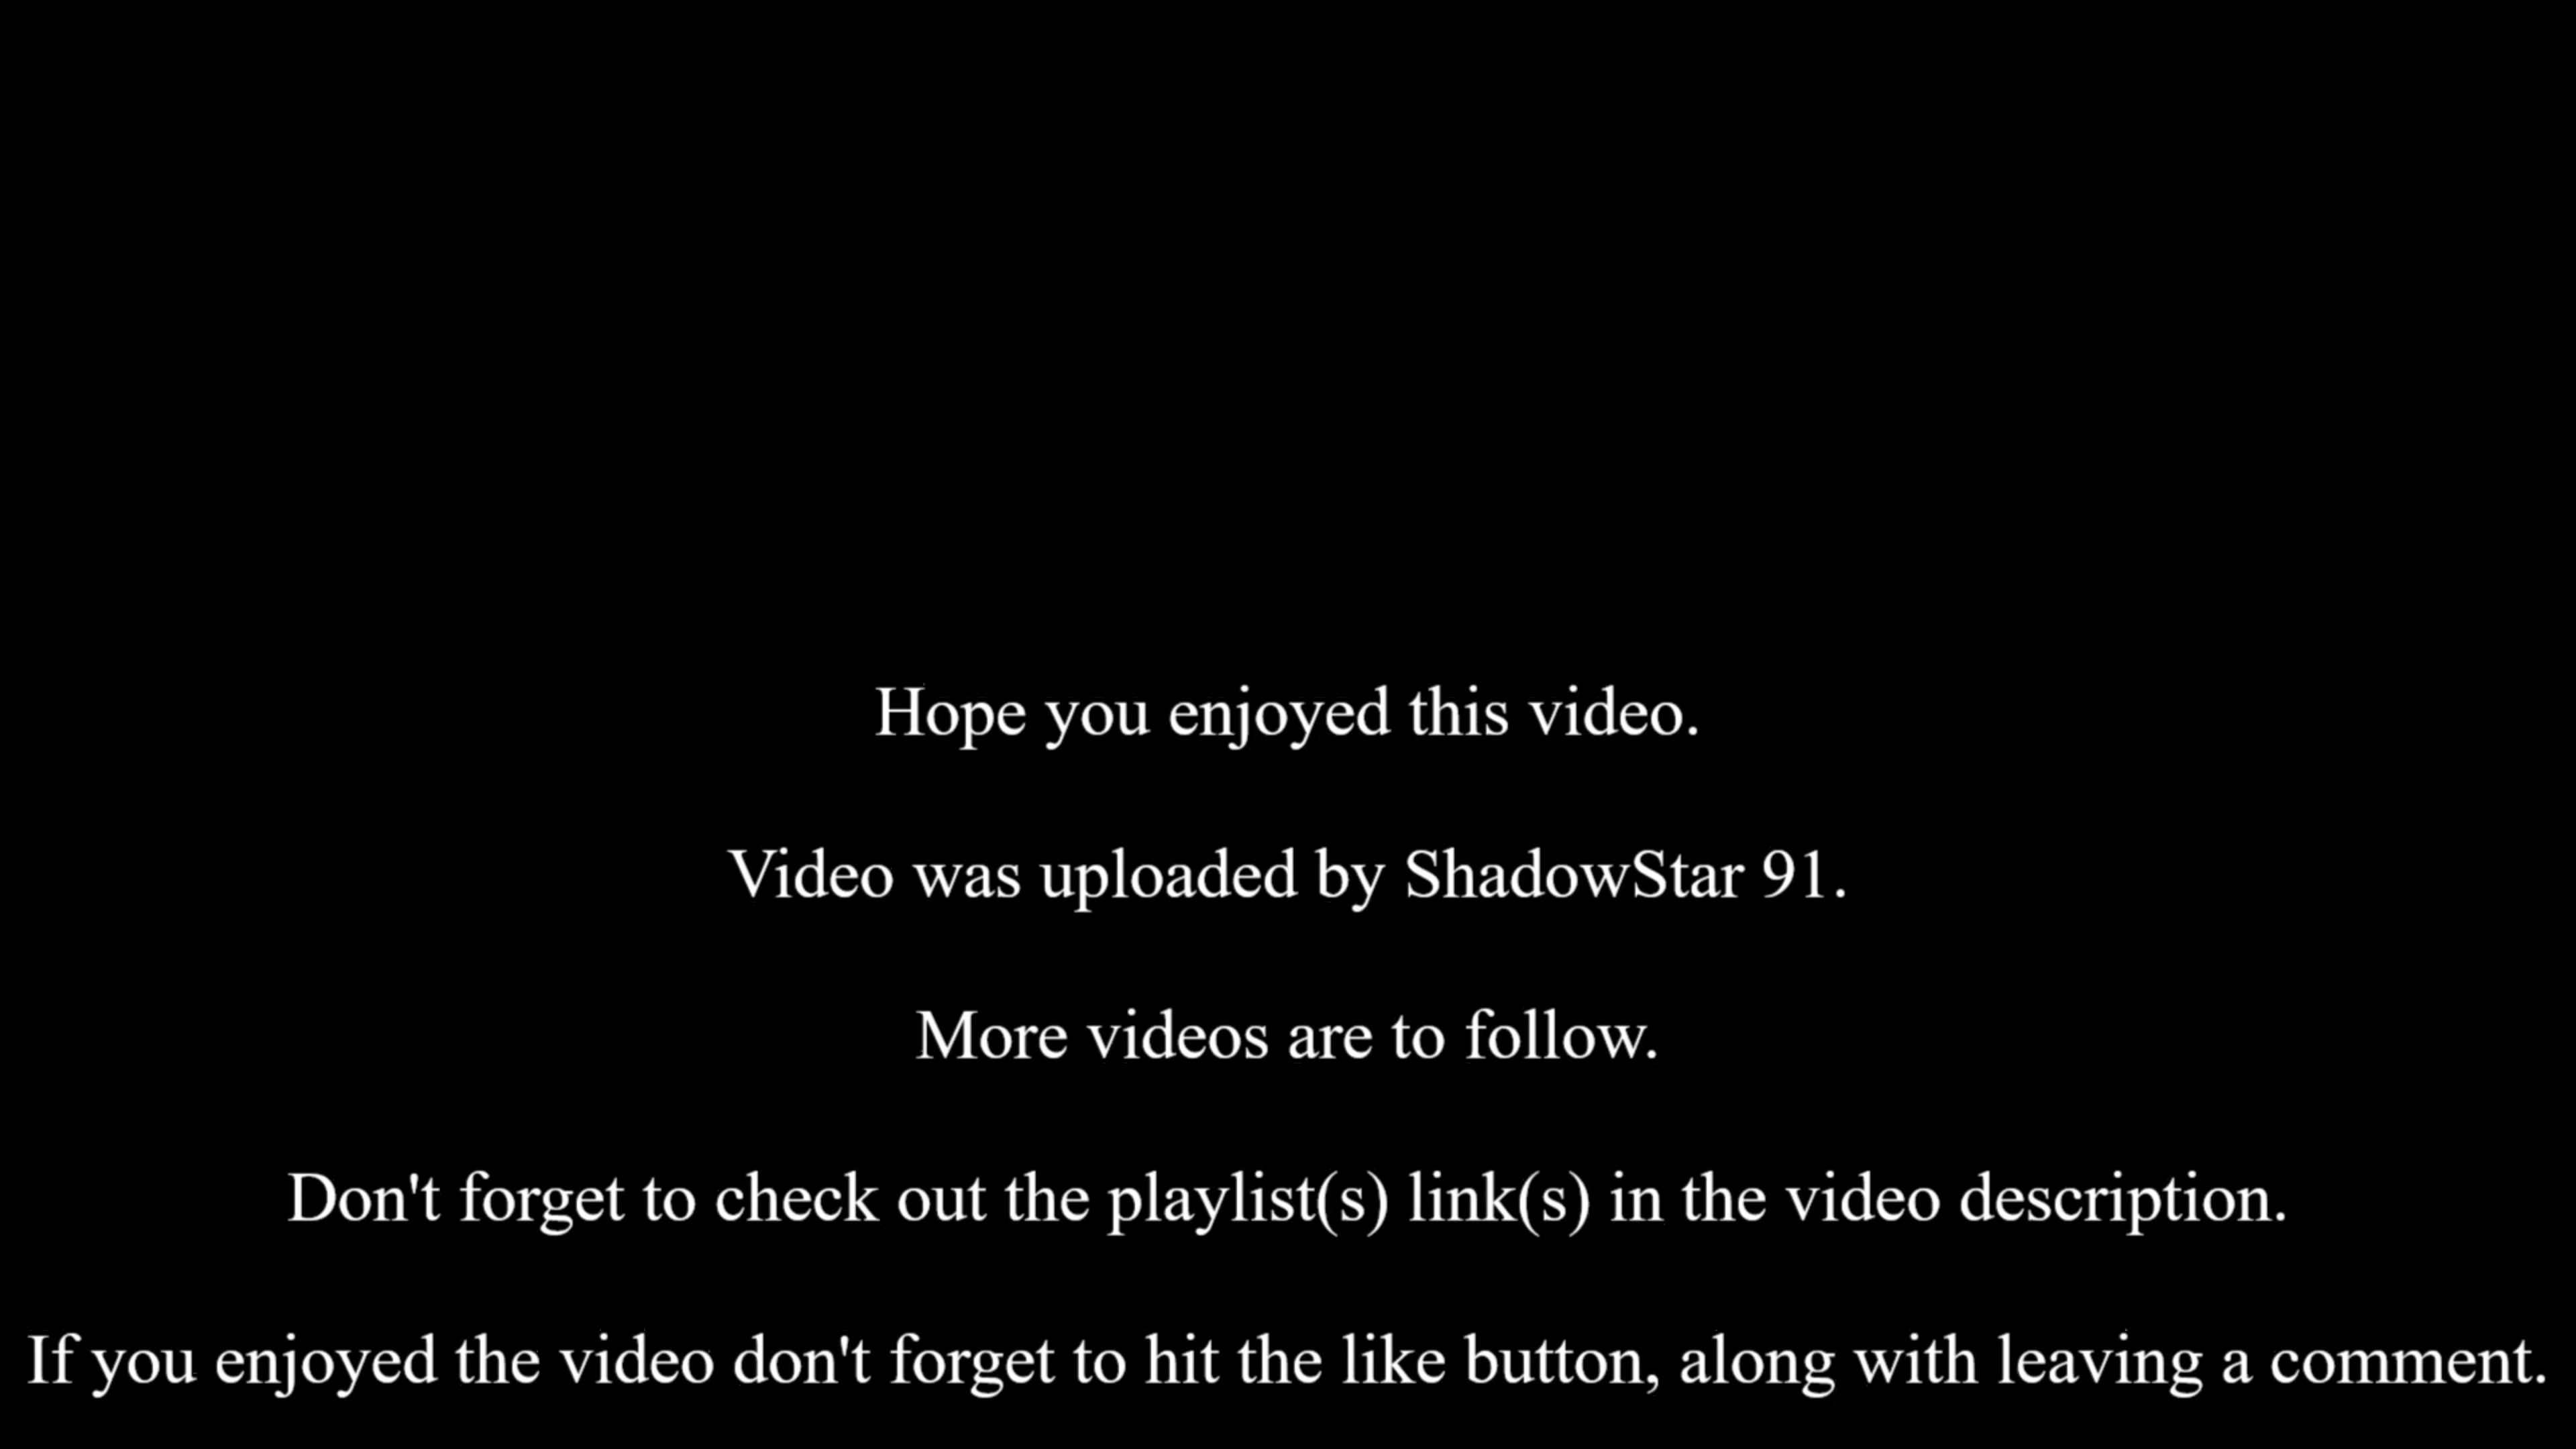 Hope you enjoyed this video.
Video was uploaded by ShadowStar 91.
More videos are to follow.
Don't forget to check out the playlist(s) link(s) in the video description.
If you enjoyed the video don't forget to hit the like button, along with leaving a comment.